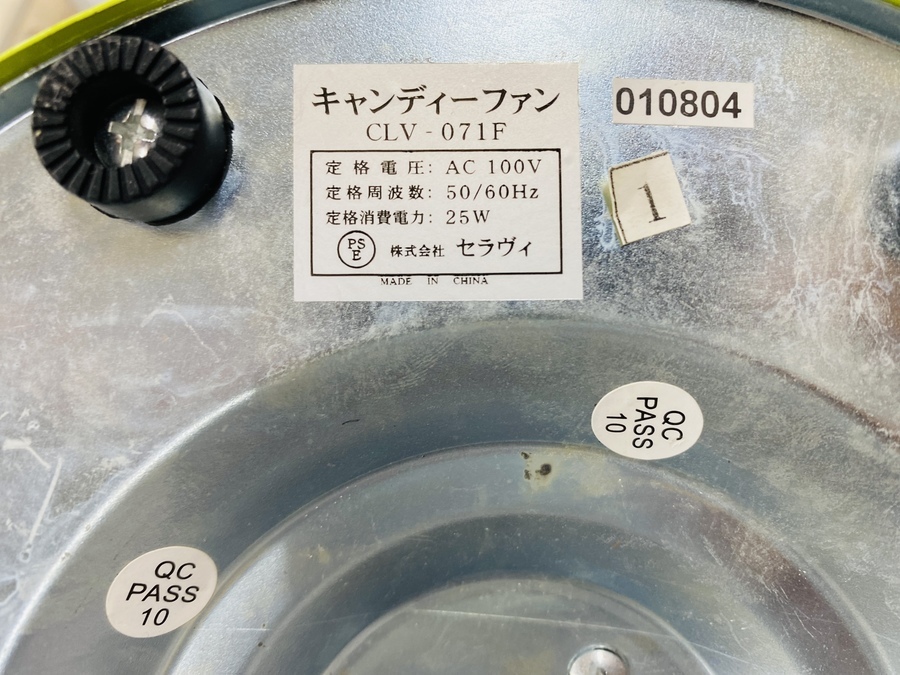 キャンディーファン
CLV-071F
定格電圧: AC 100V
定格周波数: 50/60Hz
定格消費電力: 25W
PS
E
株式会社 セラヴィ
MADE IN CHINA
010804
1
QC
PASS
10
QC
PASS
10